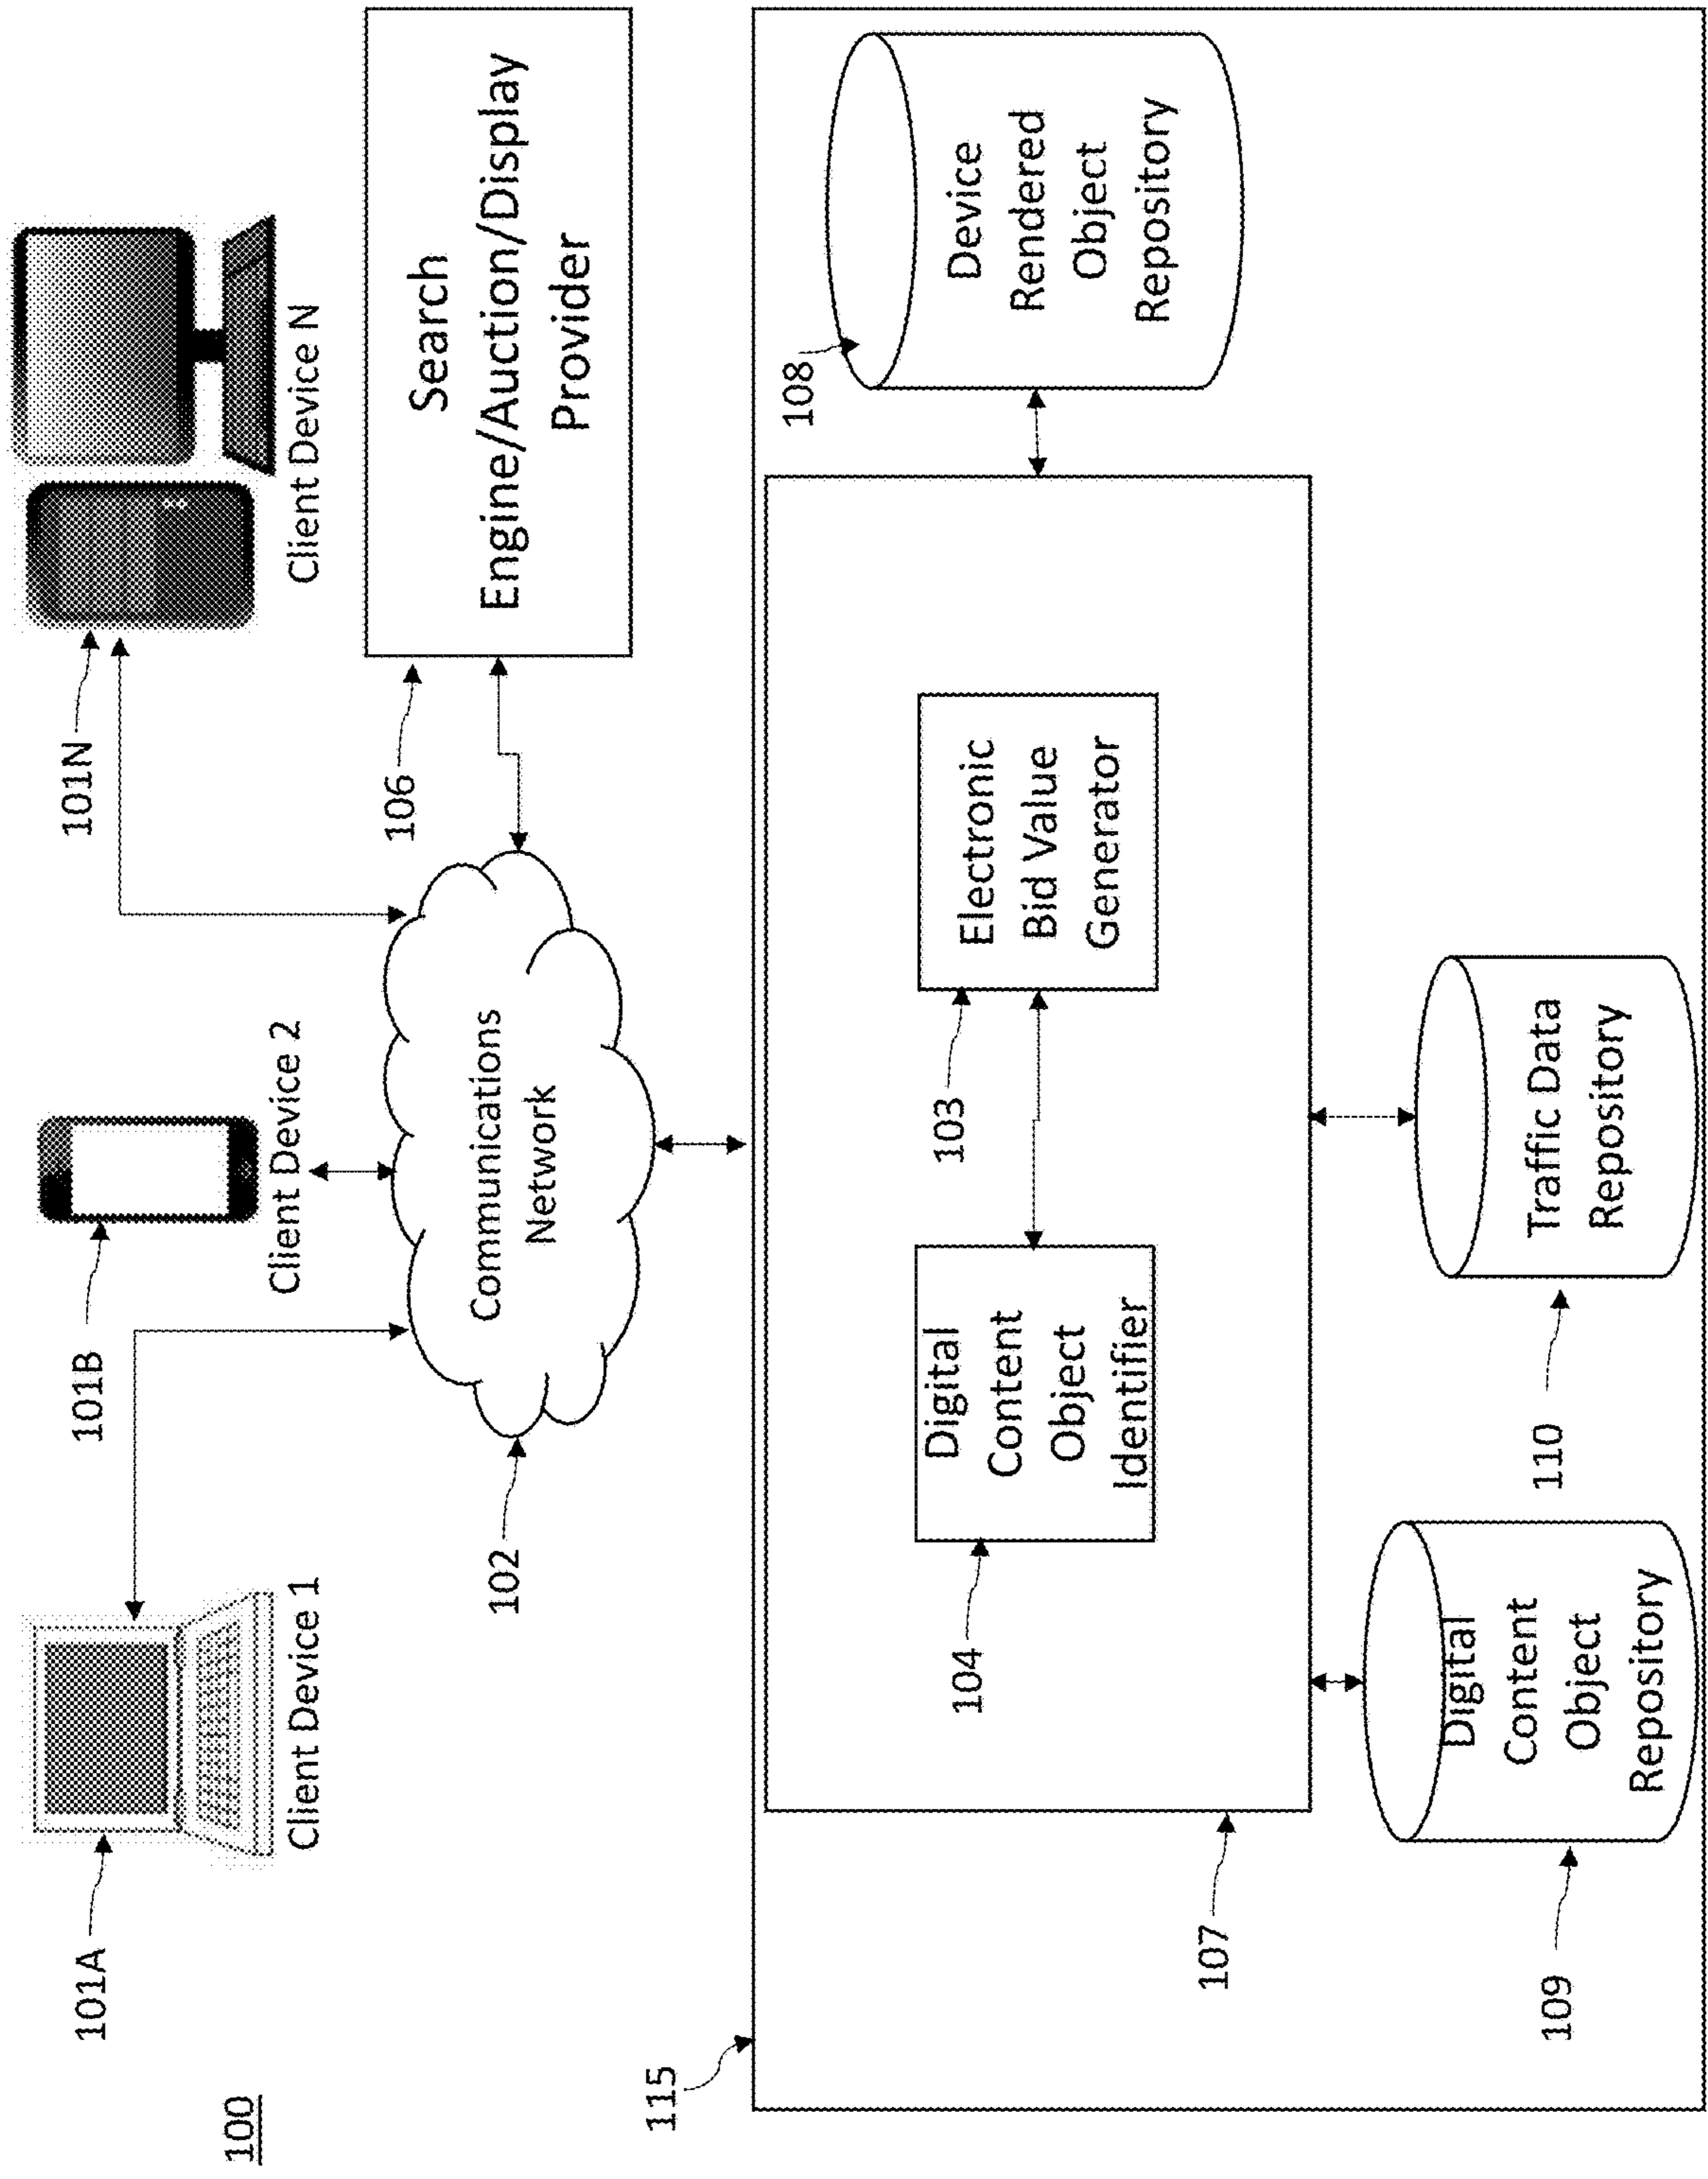 100
101A
Client Device 1
101B
Client Device 2
101N
Client Device N
102
Communications
Network
106
Search
Engine/Auction/Display
Provider
115
107
104
Digital
Content
Object
Identifier
103
Electronic
Bid Value
Generator
108
Device
Rendered
Object
Repository
109
Digital
Content
Object
Repository
110
Traffic Data
Repository